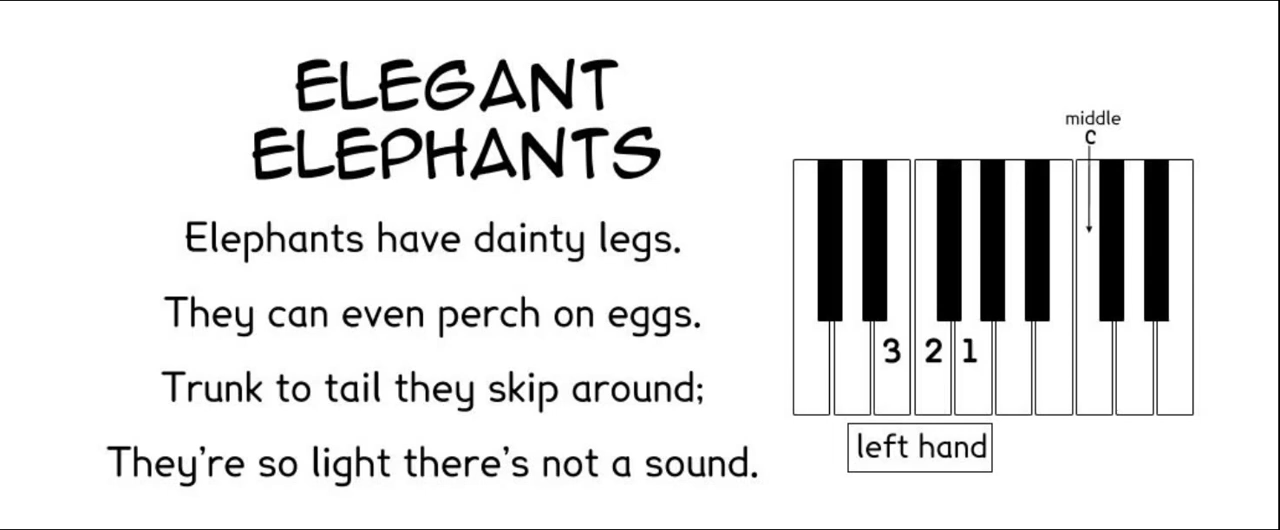 ELEGANT
ELEPHANTS
Elephants have dainty legs.
They can even perch on eggs.
Trunk to tail they skip around;
They're so light there's not a sound.
middle
C
3 2 1
left hand